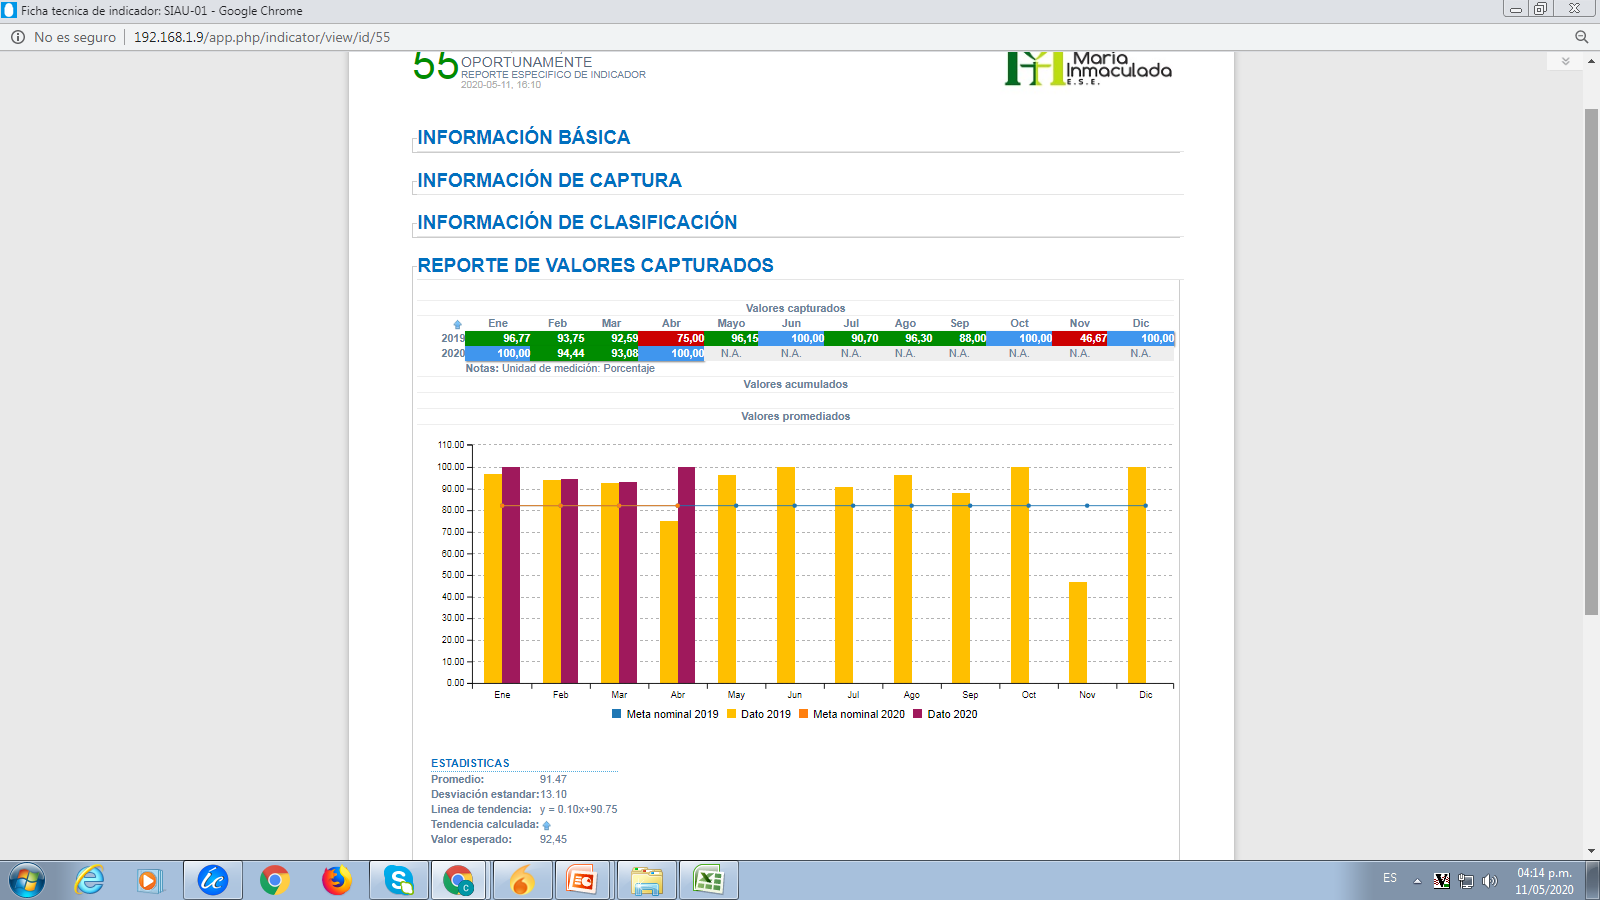 Ficha tecnica de indicador: SIAU-01 - Google Chrome
No es seguro | 192.168.1.9/app.php/indicator/view/id/55
55 OPORTUNAMENTE
REPORTE ESPECIFICO DE INDICADOR
2020-05-11, 16:10
Maria
Inmaculada
E.S.E.
INFORMACIÓN BÁSICA
INFORMACIÓN DE CAPTURA
INFORMACIÓN DE CLASIFICACIÓN
REPORTE DE VALORES CAPTURADOS
Valores capturados
Ene Feb Mar Abr Mayo Jun Jul Ago Sep Oct Nov Dic
2019 96,77 93,75 92,59 75,00 96,15 100,00 90,70 96,30 88,00 100,00 46,67 100,00
2020 100,00 94,44 93,08 100,00 N.A. N.A. N.A. N.A. N.A. N.A. N.A. N.A.
Notas: Unidad de medición: Porcentaje
Valores acumulados
Valores promediados
110.00
100.00
90.00
80.00
70.00
60.00
50.00
40.00
30.00
20.00
10.00
0.00
Ene Feb Mar Abr May Jun Jul Ago Sep Oct Nov Dic
Meta nominal 2019 Dato 2019 Meta nominal 2020 Dato 2020
ESTADISTICAS
Promedio: 91.47
Desviación estandar: 13.10
Linea de tendencia: y = 0.10x+90.75
Tendencia calculada:
Valor esperado: 92,45
ES
04:14 p.m.
11/05/2020